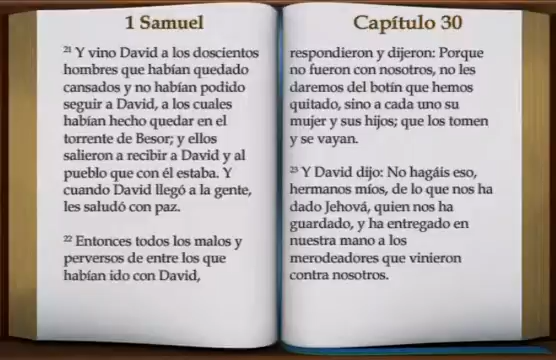 1 Samuel
²¹ Y vino David a los doscientos
hombres que habían quedado
cansados y no habían podido
seguir a David, a los cuales
habían hecho quedar en el
torrente de Besor; y ellos
salieron a recibir a David y al
pueblo que con él estaba. Y
cuando David llegó a la gente,
les saludó con paz.
²² Entonces todos los malos y
perversos de entre los que
habían ido con David,
Capítulo 30
respondieron y dijeron: Porque
no fueron con nosotros, no les
daremos del botín que hemos
quitado, sino a cada uno su
mujer y sus hijos; que los tomen
y se vayan.
²³ Y David dijo: No hagáis eso,
hermanos míos, de lo que nos ha
dado Jehová, quien nos ha
guardado, y ha entregado en
nuestra mano a los
merodeadores que vinieron
contra nosotros.